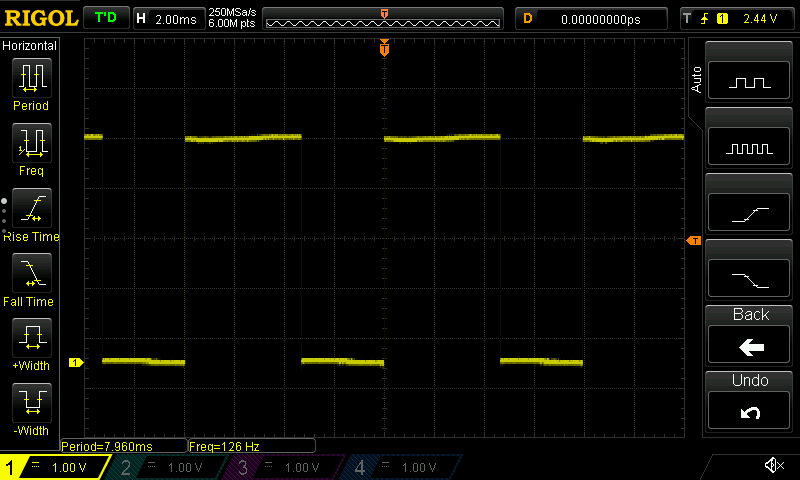 RIGOL T'D H 2.00ms 250MSa/s 6.00M pts T D 0.00000000ps T 1 2.44 V
Horizontal
T
Auto
Period
Freq
Rise Time
T
Fall Time
Back
+Width
1
Undo
-Width
Period=7.960ms Freq=126 Hz
1 = 1.00 V 2 = 1.00 V 3 = 1.00 V 4 = 1.00 V